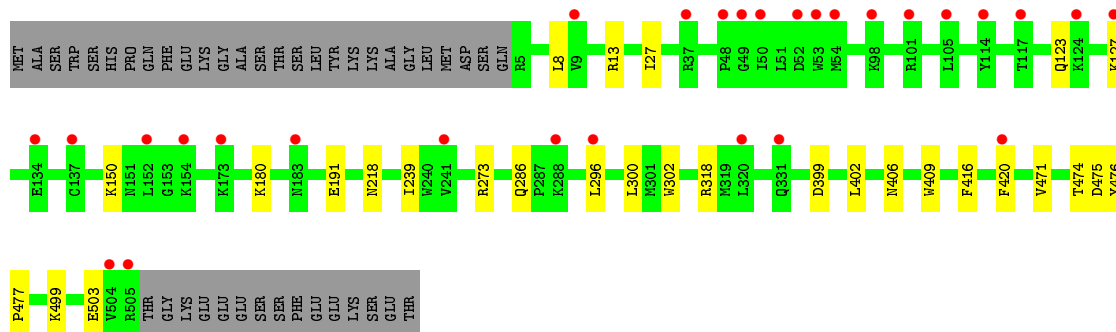 MET ALA SER TRP SER HIS PRO GLN PHE GLU LYS GLY ALA SER THR SER LEU TYR LYS LYS ALA GLY LEU MET ASP SER GLN R5 L8 V9 R13 I27 R37 P48 G49 I50 L51 D52 W53 M54 K98 R101 L105 Y114 T117 Q123 K124 K127
E134 C137 K150 N151 L152 G153 K154 K173 K180 N183 E191 N218 I239 W240 V241 R273 Q286 P287 K288 L296 L300 M301 W302 R318 M319 L320 Q331 D399 L402 N406 W409 F416 F420 V471 T474 D475 Y476
P477 K499 E503 V504 R505 THR GLY LYS GLU GLU GLU SER SER PHE GLU GLU LYS SER GLU THR